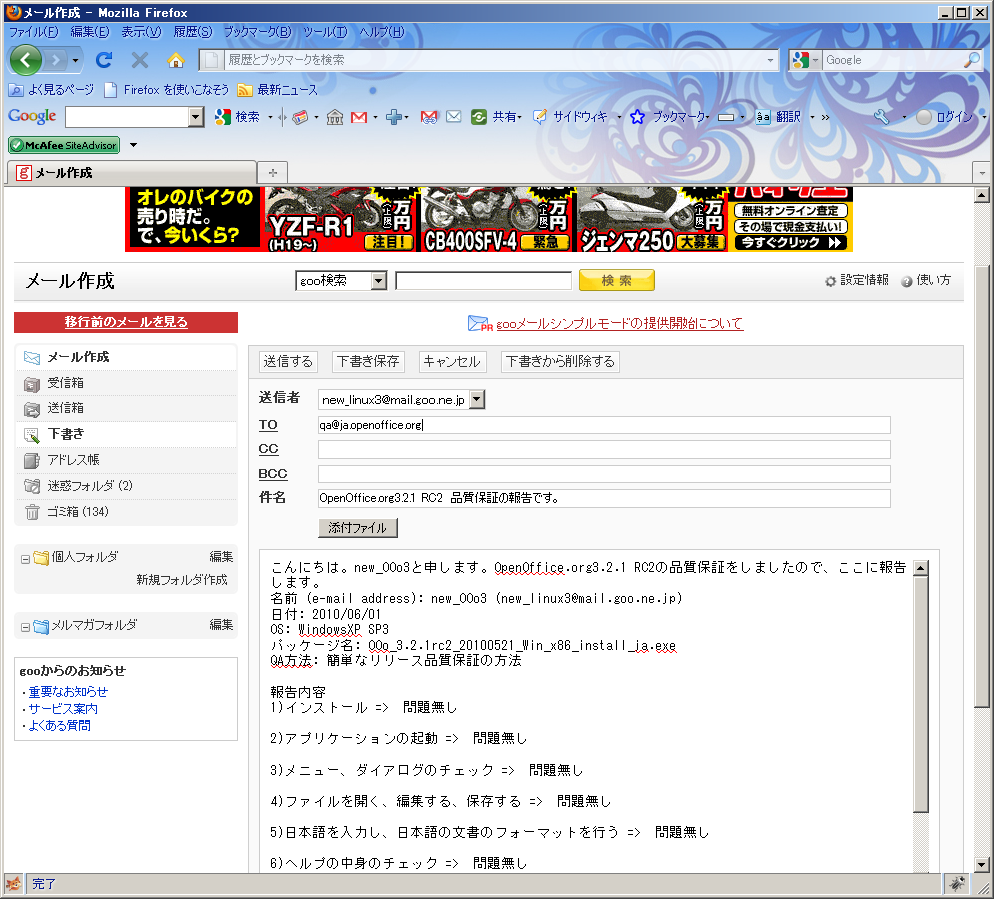 メール作成 - Mozilla Firefox
ファイル(F) 編集(E) 表示(V) 履歴(S) ブックマーク(B) ツール(T) ヘルプ(H)
履歴とブックマークを検索
Google
よく見るページ Firefox を使いこなそう 最新ニュース
Google 検索 共有 サイドウィキ ブックマーク 翻訳 » ログイン
McAfee SiteAdvisor
メール作成
オレのバイクの
売り時だ。
で、今いくら?
YZF-R1
(H19〜)
万円
注目!
CB400SFV-4
万円
緊急
ジェンマ250
万円
大募集
無料オンライン査定
その場で現金支払い!
今すぐクリック
メール作成
goo検索
検 索
設定情報
使い方
移行前のメールを見る
PR gooメールシンプルモードの提供開始について
メール作成
受信箱
送信箱
下書き
アドレス帳
迷惑フォルダ (2)
ゴミ箱 (134)
個人フォルダ 編集
新規フォルダ作成
メルマガフォルダ 編集
gooからのお知らせ
・重要なお知らせ
・サービス案内
・よくある質問
送信する 下書き保存 キャンセル 下書きから削除する
送信者 new_linux3@mail.goo.ne.jp
TO qa@ja.openoffice.org
CC
BCC
件名 OpenOffice.org3.2.1 RC2 品質保証の報告です。
添付ファイル
こんにちは。new_OOo3と申します。OpenOffice.org3.2.1 RC2の品質保証をしましたので、ここに報告
します。
名前 (e-mail address): new_OOo3 (new_linux3@mail.goo.ne.jp)
日付: 2010/06/01
OS: WindowsXP SP3
パッケージ名: OOo_3.2.1rc2_20100521_Win_x86_install_ja.exe
QA方法: 簡単なリリース品質保証の方法
報告内容
1)インストール => 問題無し
2)アプリケーションの起動 => 問題無し
3)メニュー、ダイアログのチェック => 問題無し
4)ファイルを開く、編集する、保存する => 問題無し
5)日本語を入力し、日本語の文書のフォーマットを行う => 問題無し
6)ヘルプの中身のチェック => 問題無し
完了